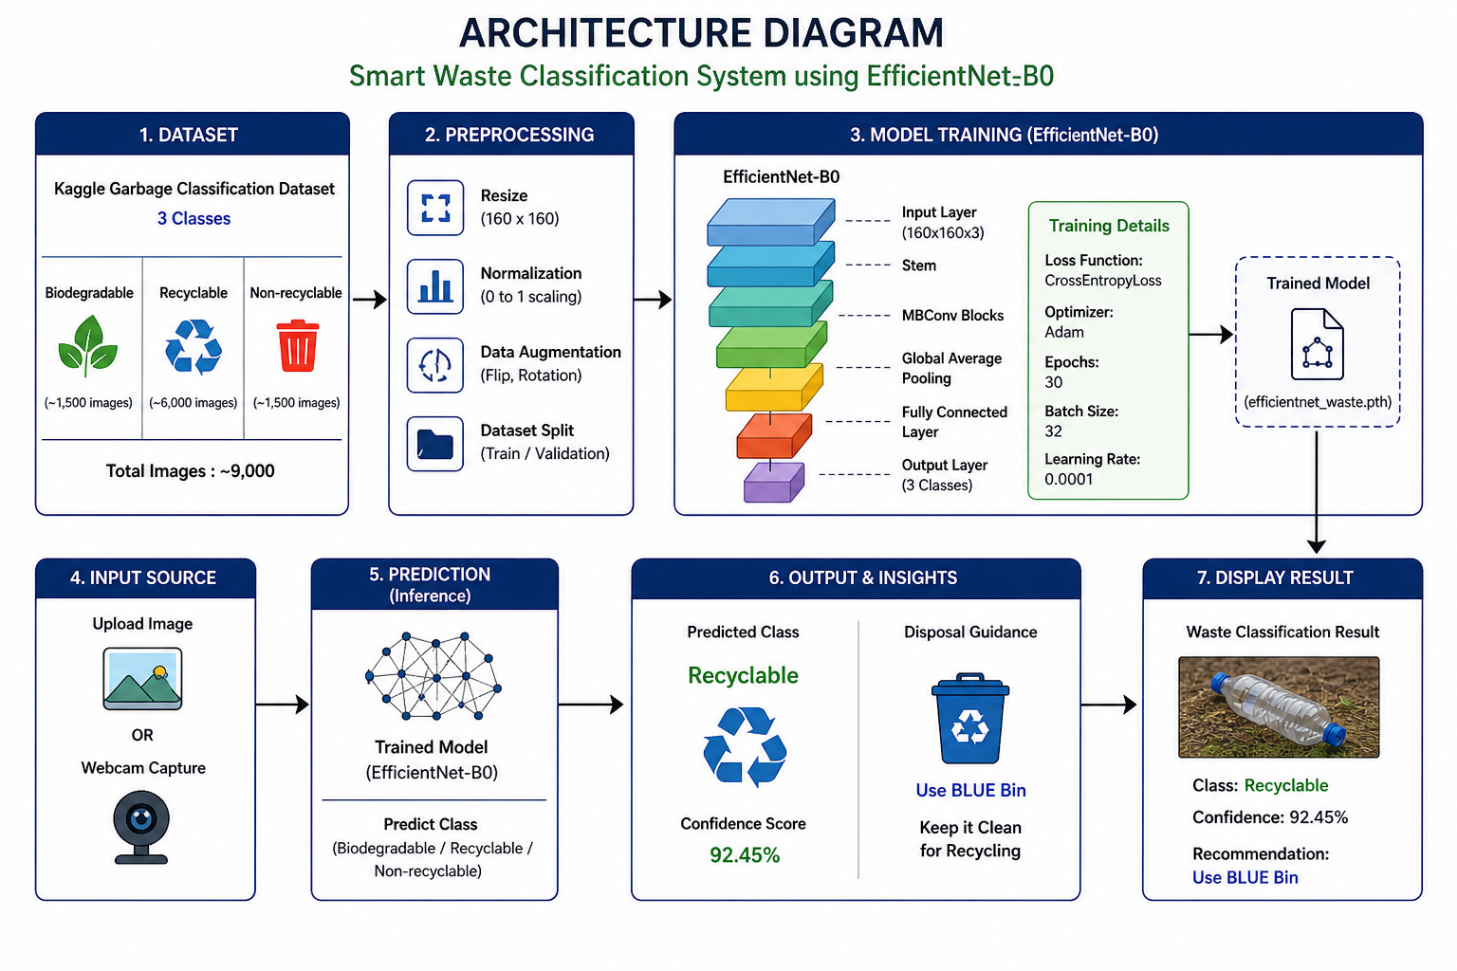 ARCHITECTURE DIAGRAM
Smart Waste Classification System using EfficientNet-B0
1. DATASET
Kaggle Garbage Classification Dataset
3 Classes
Biodegradable
(~1,500 images)
Recyclable
(~6,000 images)
Non-recyclable
(~1,500 images)
Total Images : ~9,000
2. PREPROCESSING
Resize
(160 x 160)
Normalization
(0 to 1 scaling)
Data Augmentation
(Flip, Rotation)
Dataset Split
(Train / Validation)
3. MODEL TRAINING (EfficientNet-B0)
EfficientNet-B0
Input Layer
(160x160x3)
Stem
MBConv Blocks
Global Average
Pooling
Fully Connected
Layer
Output Layer
(3 Classes)
Training Details
Loss Function:
CrossEntropyLoss
Optimizer:
Adam
Epochs:
30
Batch Size:
32
Learning Rate:
0.0001
Trained Model
(efficientnet_waste.pth)
4. INPUT SOURCE
Upload Image
OR
Webcam Capture
5. PREDICTION
(Inference)
Trained Model
(EfficientNet-B0)
Predict Class
(Biodegradable / Recyclable /
Non-recyclable)
6. OUTPUT & INSIGHTS
Predicted Class
Recyclable
Confidence Score
92.45%
Disposal Guidance
Use BLUE Bin
Keep it Clean
for Recycling
7. DISPLAY RESULT
Waste Classification Result
Class: Recyclable
Confidence: 92.45%
Recommendation:
Use BLUE Bin